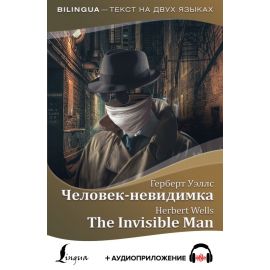 BILINGUA — ТЕКСТ НА ДВУХ ЯЗЫКАХ
Герберт Уэллс
Человек-невидимка
Herbert Wells
The Invisible Man
Lingua
+ АУДИОПРИЛОЖЕНИЕ